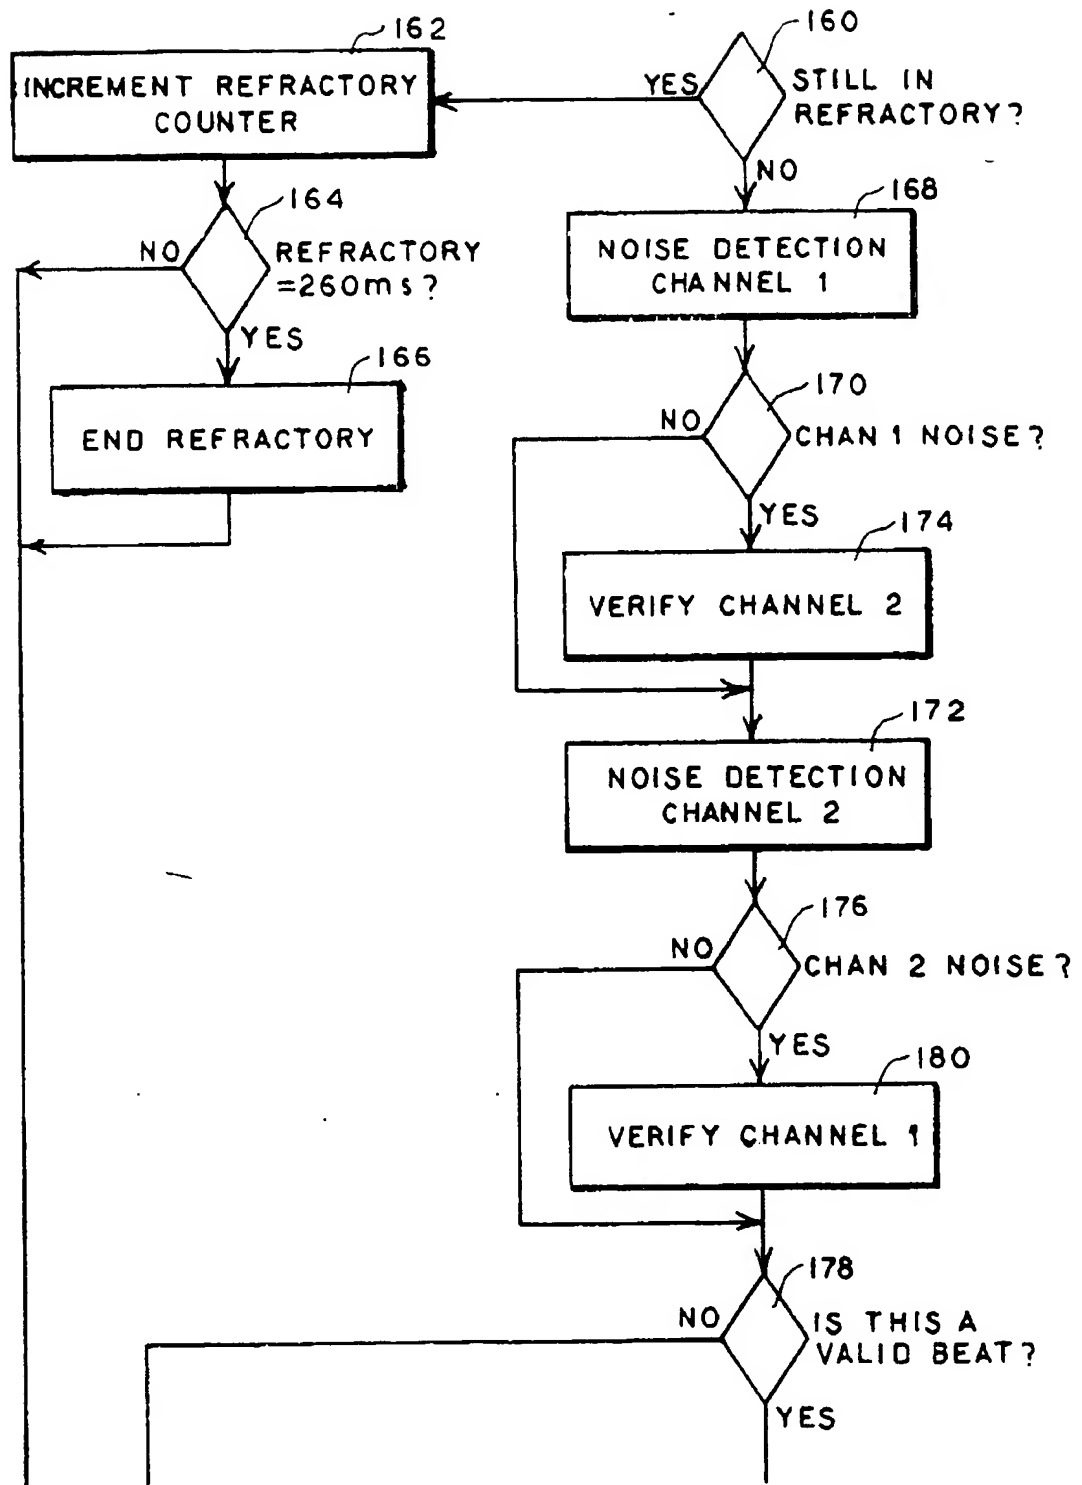 160
STILL IN
REFRACTORY?
YES
NO
162
INCREMENT REFRACTORY
COUNTER
164
REFRACTORY
=260ms?
NO
YES
166
END REFRACTORY
168
NOISE DETECTION
CHANNEL 1
170
CHAN 1 NOISE?
NO
YES
174
VERIFY CHANNEL 2
172
NOISE DETECTION
CHANNEL 2
176
CHAN 2 NOISE?
NO
YES
180
VERIFY CHANNEL 1
178
IS THIS A
VALID BEAT?
NO
YES